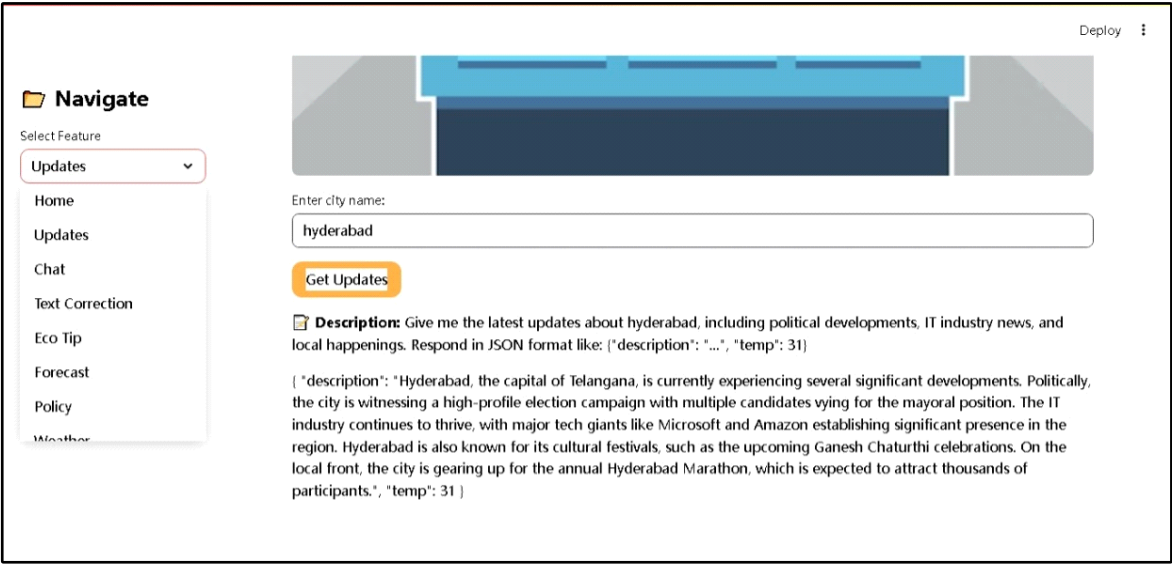 Deploy
Navigate
Select Feature
Updates
Home
Updates
Chat
Text Correction
Eco Tip
Forecast
Policy
Weather
Enter city name:
hyderabad
Get Updates
Description: Give me the latest updates about hyderabad, including political developments, IT industry news, and
local happenings. Respond in JSON format like: {"description": "...", "temp": 31}
{ "description": "Hyderabad, the capital of Telangana, is currently experiencing several significant developments. Politically,
the city is witnessing a high-profile election campaign with multiple candidates vying for the mayoral position. The IT
industry continues to thrive, with major tech giants like Microsoft and Amazon establishing significant presence in the
region. Hyderabad is also known for its cultural festivals, such as the upcoming Ganesh Chaturthi celebrations. On the
local front, the city is gearing up for the annual Hyderabad Marathon, which is expected to attract thousands of
participants.", "temp": 31 }